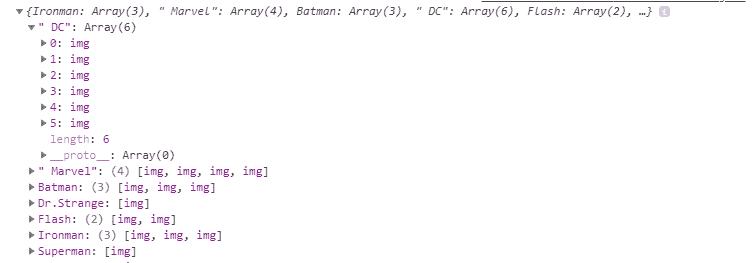 ▼{Ironman: Array(3), " Marvel": Array(4), Batman: Array(3), " DC": Array(6), Flash: Array(2), …} i
▼" DC": Array(6)
▶0: img
▶1: img
▶2: img
▶3: img
▶4: img
▶5: img
length: 6
▶__proto__: Array(0)
▶" Marvel": (4) [img, img, img, img]
▶Batman: (3) [img, img, img]
▶Dr.Strange: [img]
▶Flash: (2) [img, img]
▶Ironman: (3) [img, img, img]
▶Superman: [img]